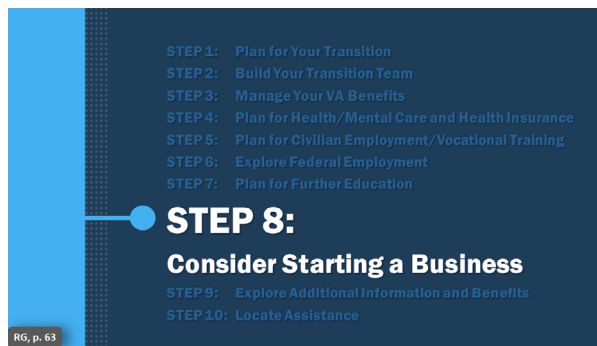 STEP 1: Plan for Your Transition
STEP 2: Build Your Transition Team
STEP 3: Manage Your VA Benefits
STEP 4: Plan for Health/Mental Care and Health Insurance
STEP 5: Plan for Civilian Employment/Vocational Training
STEP 6: Explore Federal Employment
STEP 7: Plan for Further Education
STEP 8:
Consider Starting a Business
STEP 9: Explore Additional Information and Benefits
STEP 10: Locate Assistance
RG, p. 63